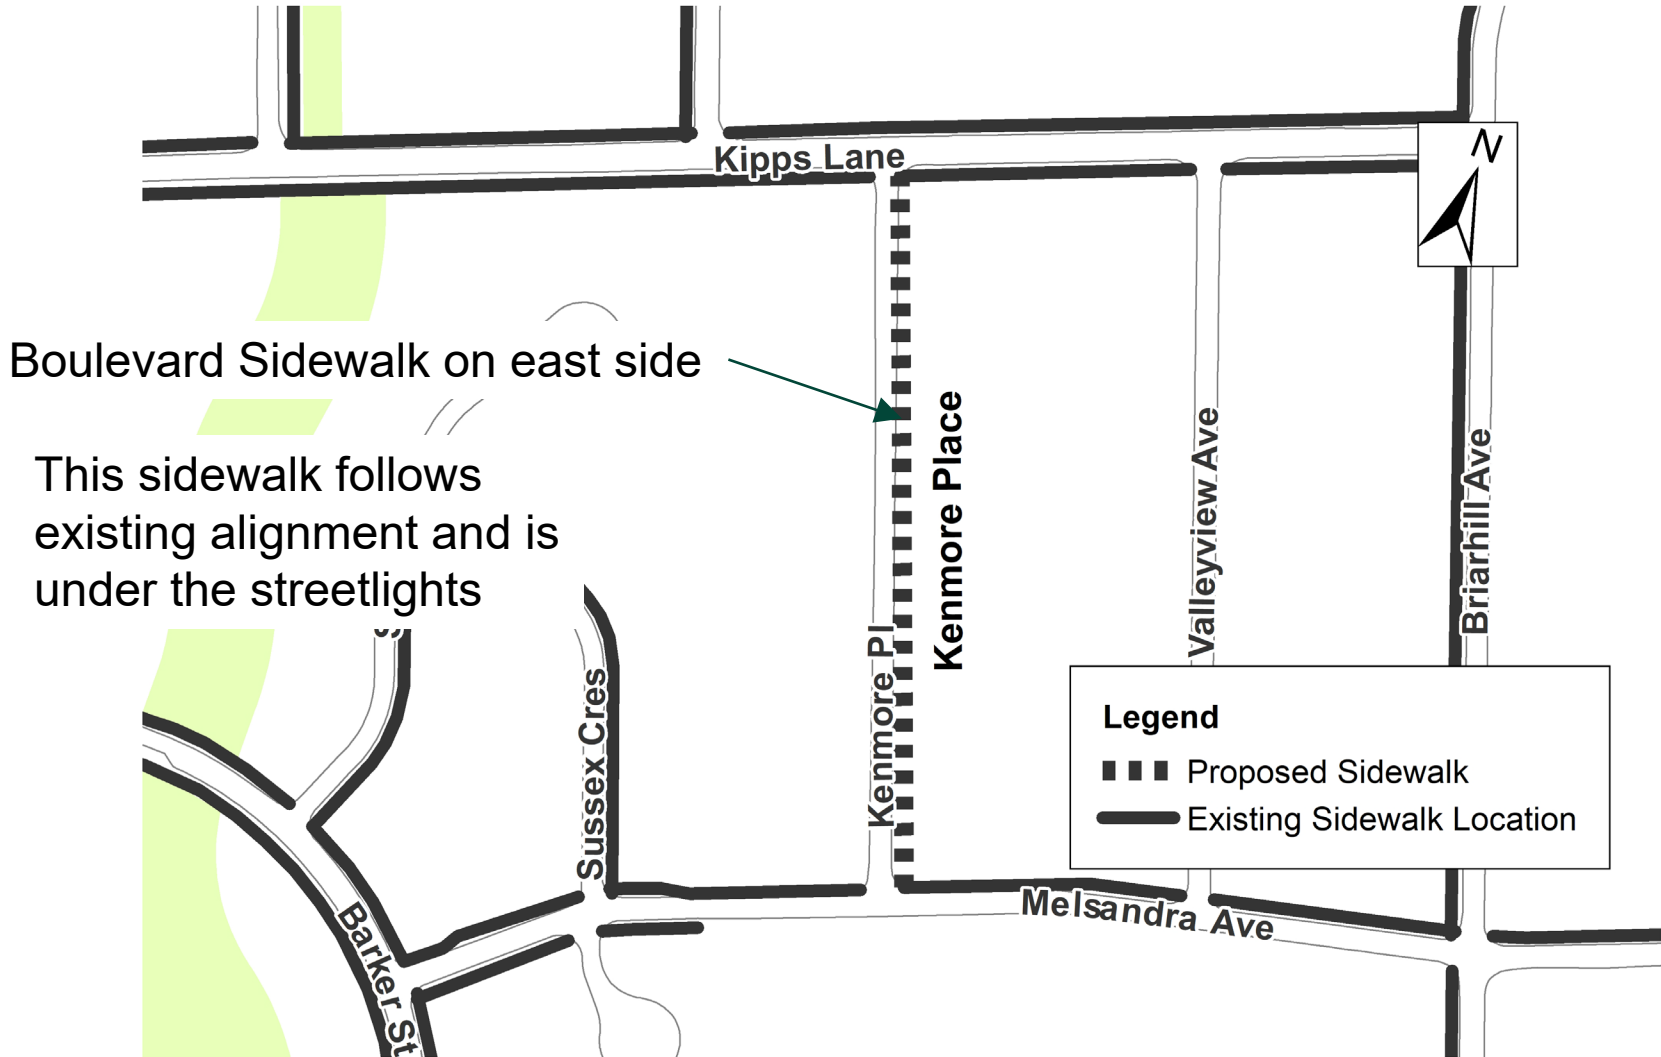 Kipps Lane
N
Boulevard Sidewalk on east side
This sidewalk follows
existing alignment and is
under the streetlights
Kenmore Place
Valleyview Ave
Briarhill Ave
Kenmore Pl
Sussex Cres
Legend
Proposed Sidewalk
Existing Sidewalk Location
Melsandra Ave
Barker St